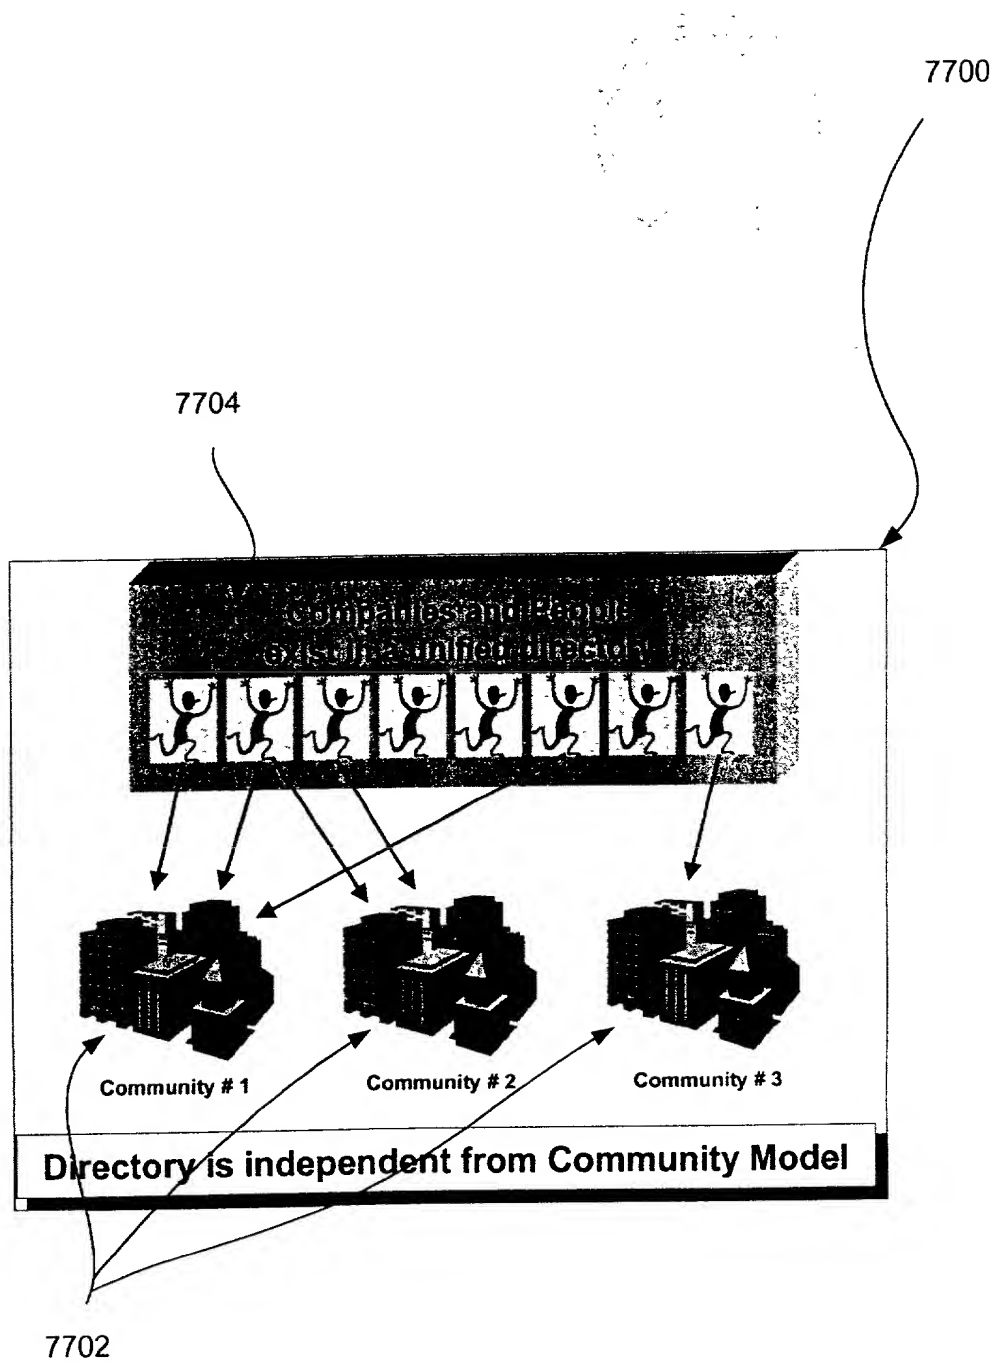 7700
7704
Companies and People
exist in a unified directory
Community # 1
Community # 2
Community # 3
Directory is independent from Community Model
7702